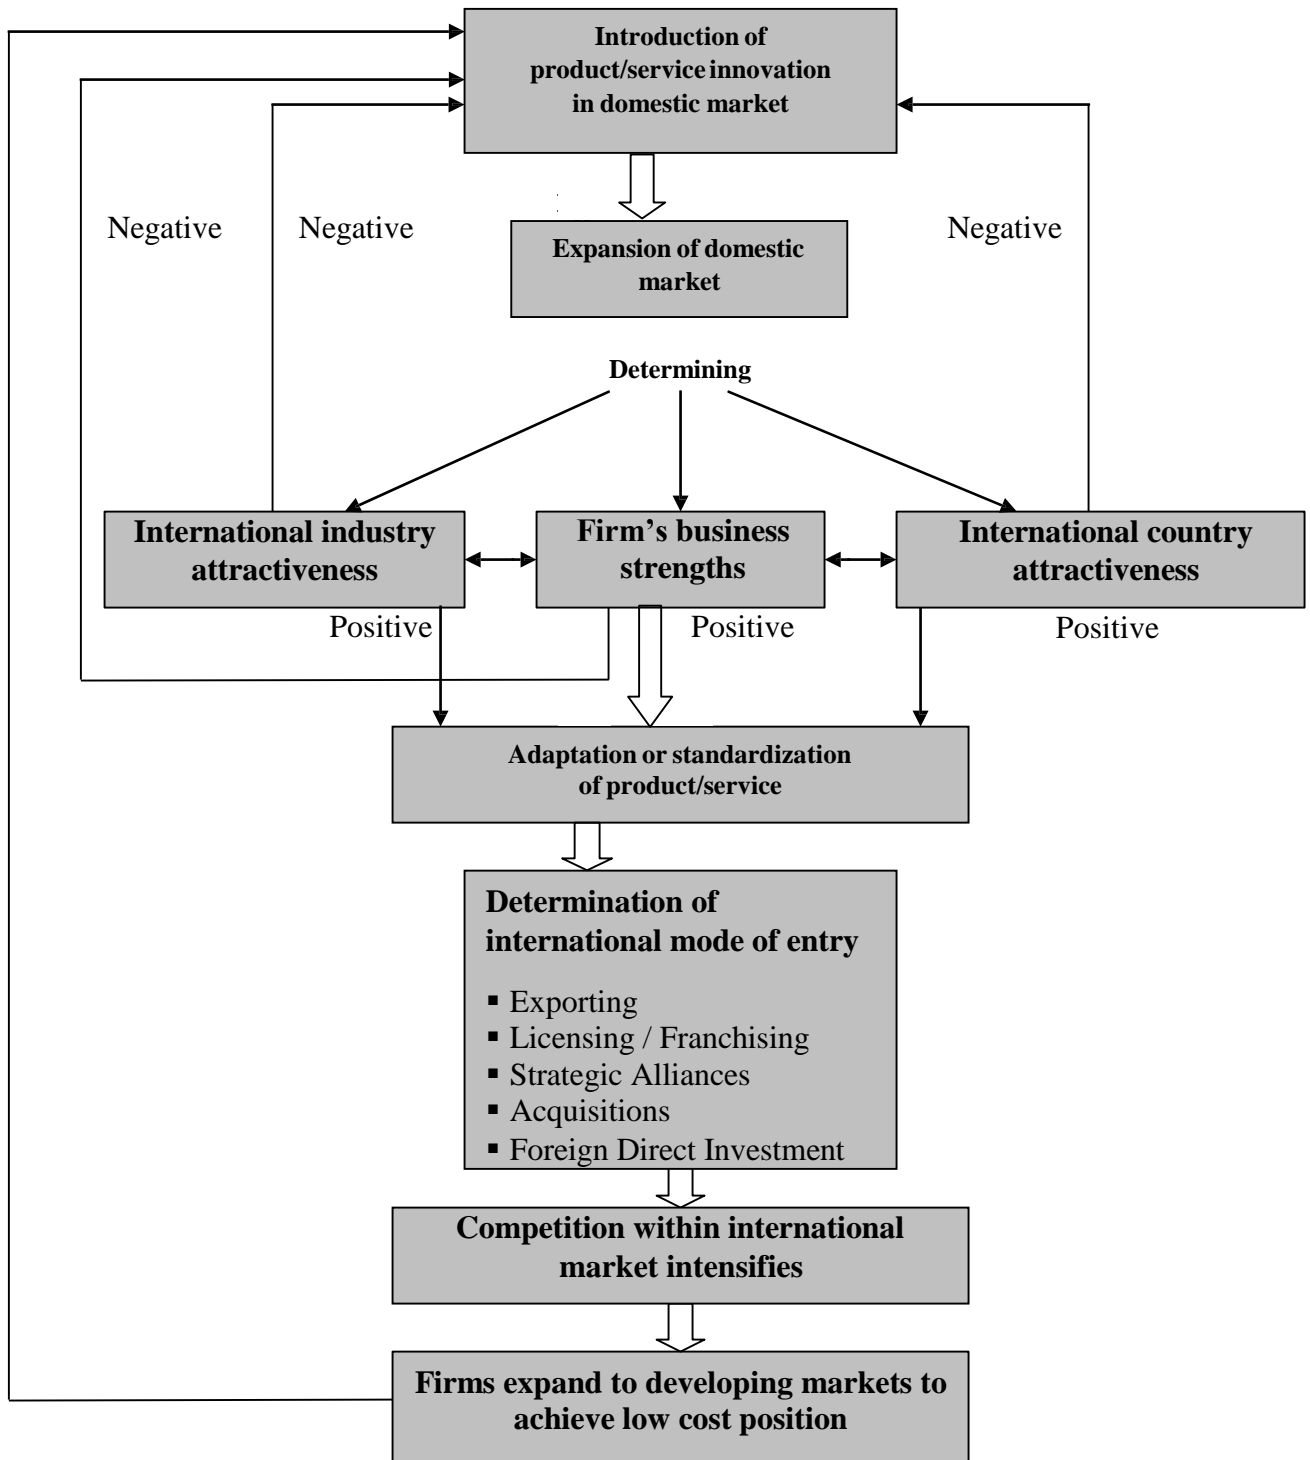 Introduction of
product/service innovation
in domestic market
Negative
Negative
Negative
Expansion of domestic
market
Determining
International industry
attractiveness
Firm’s business
strengths
International country
attractiveness
Positive
Positive
Positive
Adaptation or standardization
of product/service
Determination of
international mode of entry
▪ Exporting
▪ Licensing / Franchising
▪ Strategic Alliances
▪ Acquisitions
▪ Foreign Direct Investment
Competition within international
market intensifies
Firms expand to developing markets to
achieve low cost position